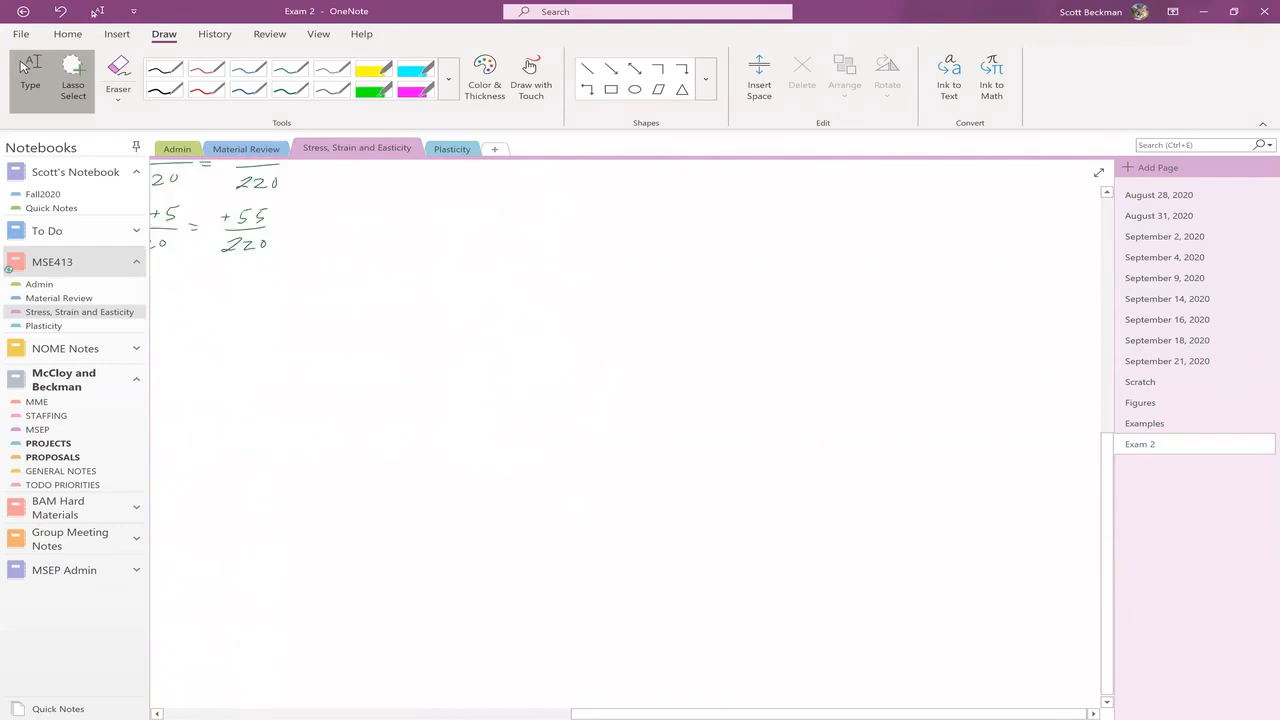 Exam 2 - OneNote
Search
Scott Beckman
File Home Insert Draw History Review View Help
Type
Lasso Select
Eraser
Color & Thickness
Draw with Touch
Insert Space
Delete
Arrange
Rotate
Ink to Text
Ink to Math
Tools
Shapes
Edit
Convert
Notebooks
Admin
Material Review
Stress, Strain and Easticity
Plasticity
Search (Ctrl+E)
Scott's Notebook
Fall2020
Quick Notes
To Do
MSE413
Admin
Material Review
Stress, Strain and Easticity
Plasticity
NOME Notes
McCloy and Beckman
MME
STAFFING
MSEP
PROJECTS
PROPOSALS
GENERAL NOTES
TODO PRIORITIES
BAM Hard Materials
Group Meeting Notes
MSEP Admin
Quick Notes
=
20 220
+5 = +55
20 220
Add Page
August 28, 2020
August 31, 2020
September 2, 2020
September 4, 2020
September 9, 2020
September 14, 2020
September 16, 2020
September 18, 2020
September 21, 2020
Scratch
Figures
Examples
Exam 2